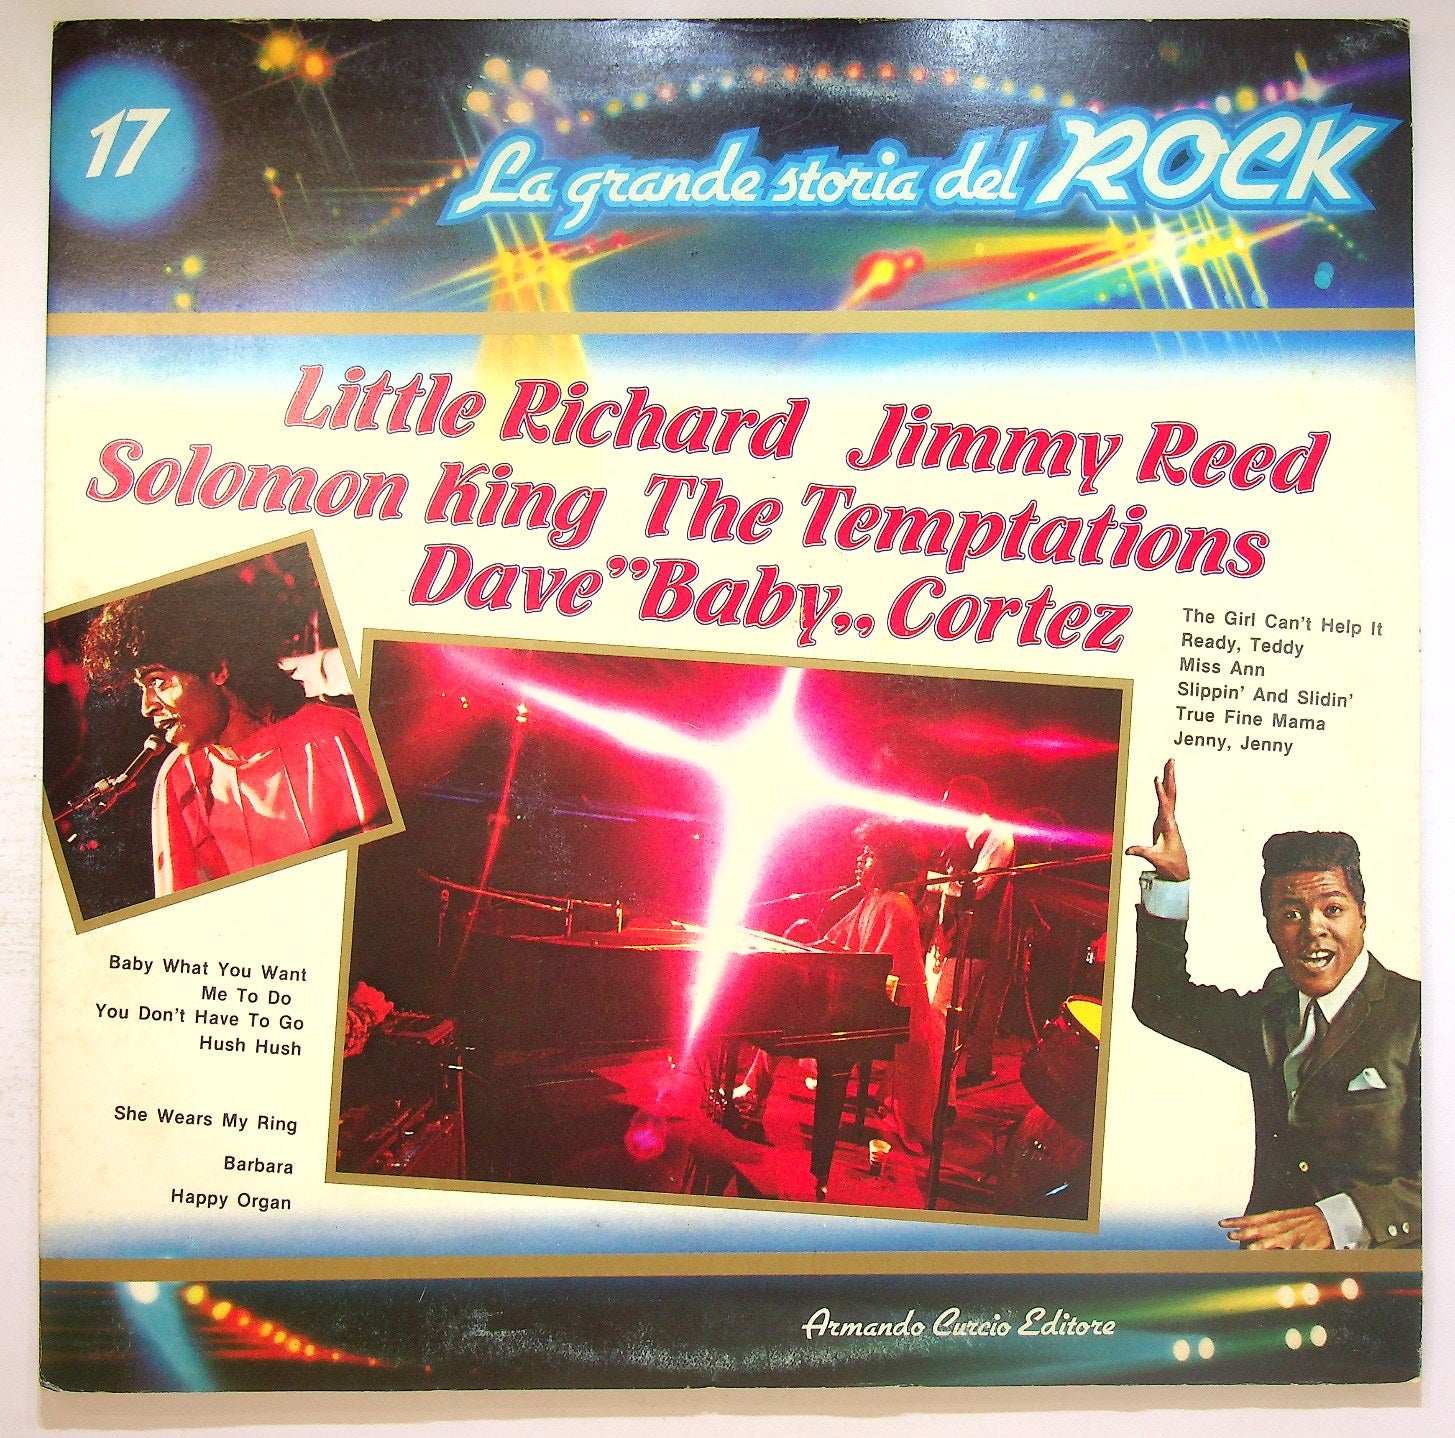 17
La grande storia del ROCK
Little Richard Jimmy Reed
Solomon King The Temptations
Dave ”Baby„ Cortez
The Girl Can't Help It
Ready, Teddy
Miss Ann
Slippin' And Slidin'
True Fine Mama
Jenny, Jenny
Baby What You Want
Me To Do
You Don't Have To Go
Hush Hush
She Wears My Ring
Barbara
Happy Organ
Armando Curcio Editore